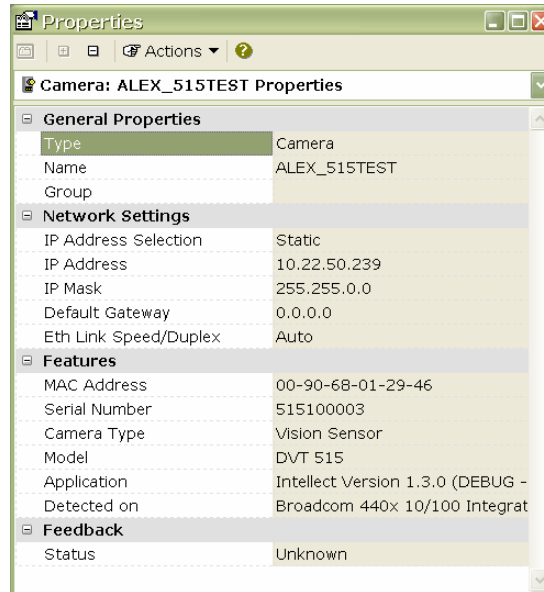 Properties
Actions
Camera: ALEX_515TEST Properties
General Properties
Type Camera
Name ALEX_515TEST
Group
Network Settings
IP Address Selection Static
IP Address 10.22.50.239
IP Mask 255.255.0.0
Default Gateway 0.0.0.0
Eth Link Speed/Duplex Auto
Features
MAC Address 00-90-68-01-29-46
Serial Number 515100003
Camera Type Vision Sensor
Model DVT 515
Application Intellect Version 1.3.0 (DEBUG -
Detected on Broadcom 440x 10/100 Integrat
Feedback
Status Unknown